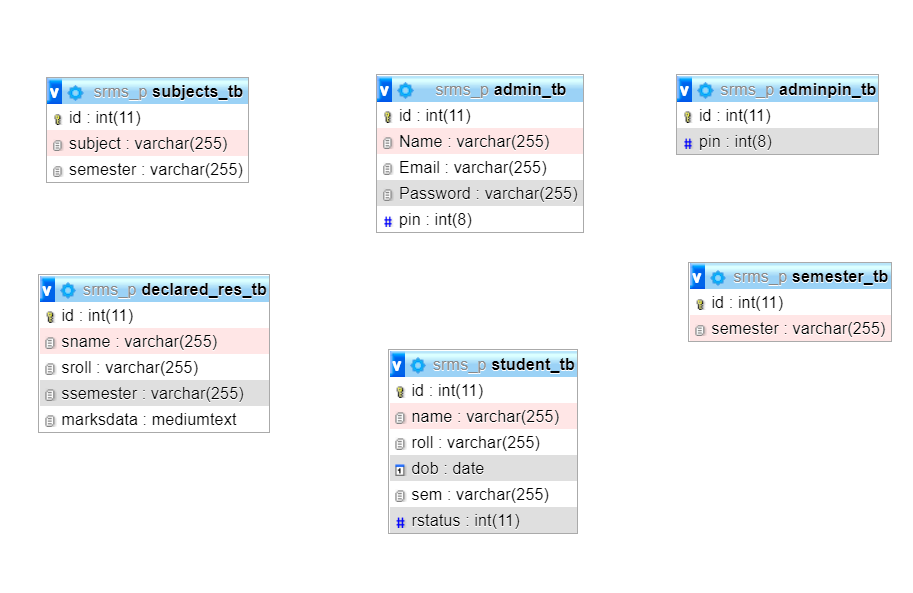 v srms_p subjects_tb
id : int(11)
subject : varchar(255)
semester : varchar(255)
v srms_p admin_tb
id : int(11)
Name : varchar(255)
Email : varchar(255)
Password : varchar(255)
# pin : int(8)
v srms_p adminpin_tb
id : int(11)
# pin : int(8)
v srms_p declared_res_tb
id : int(11)
sname : varchar(255)
sroll : varchar(255)
ssemester : varchar(255)
marksdata : mediumtext
v srms_p student_tb
id : int(11)
name : varchar(255)
roll : varchar(255)
1 dob : date
sem : varchar(255)
# rstatus : int(11)
v srms_p semester_tb
id : int(11)
semester : varchar(255)